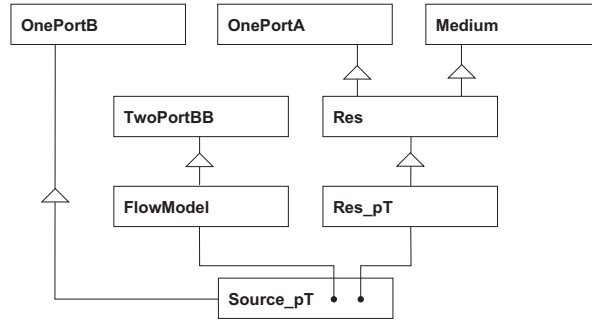 OnePortB
OnePortA
Medium
TwoPortBB
Res
FlowModel
Res_pT
Source_pT